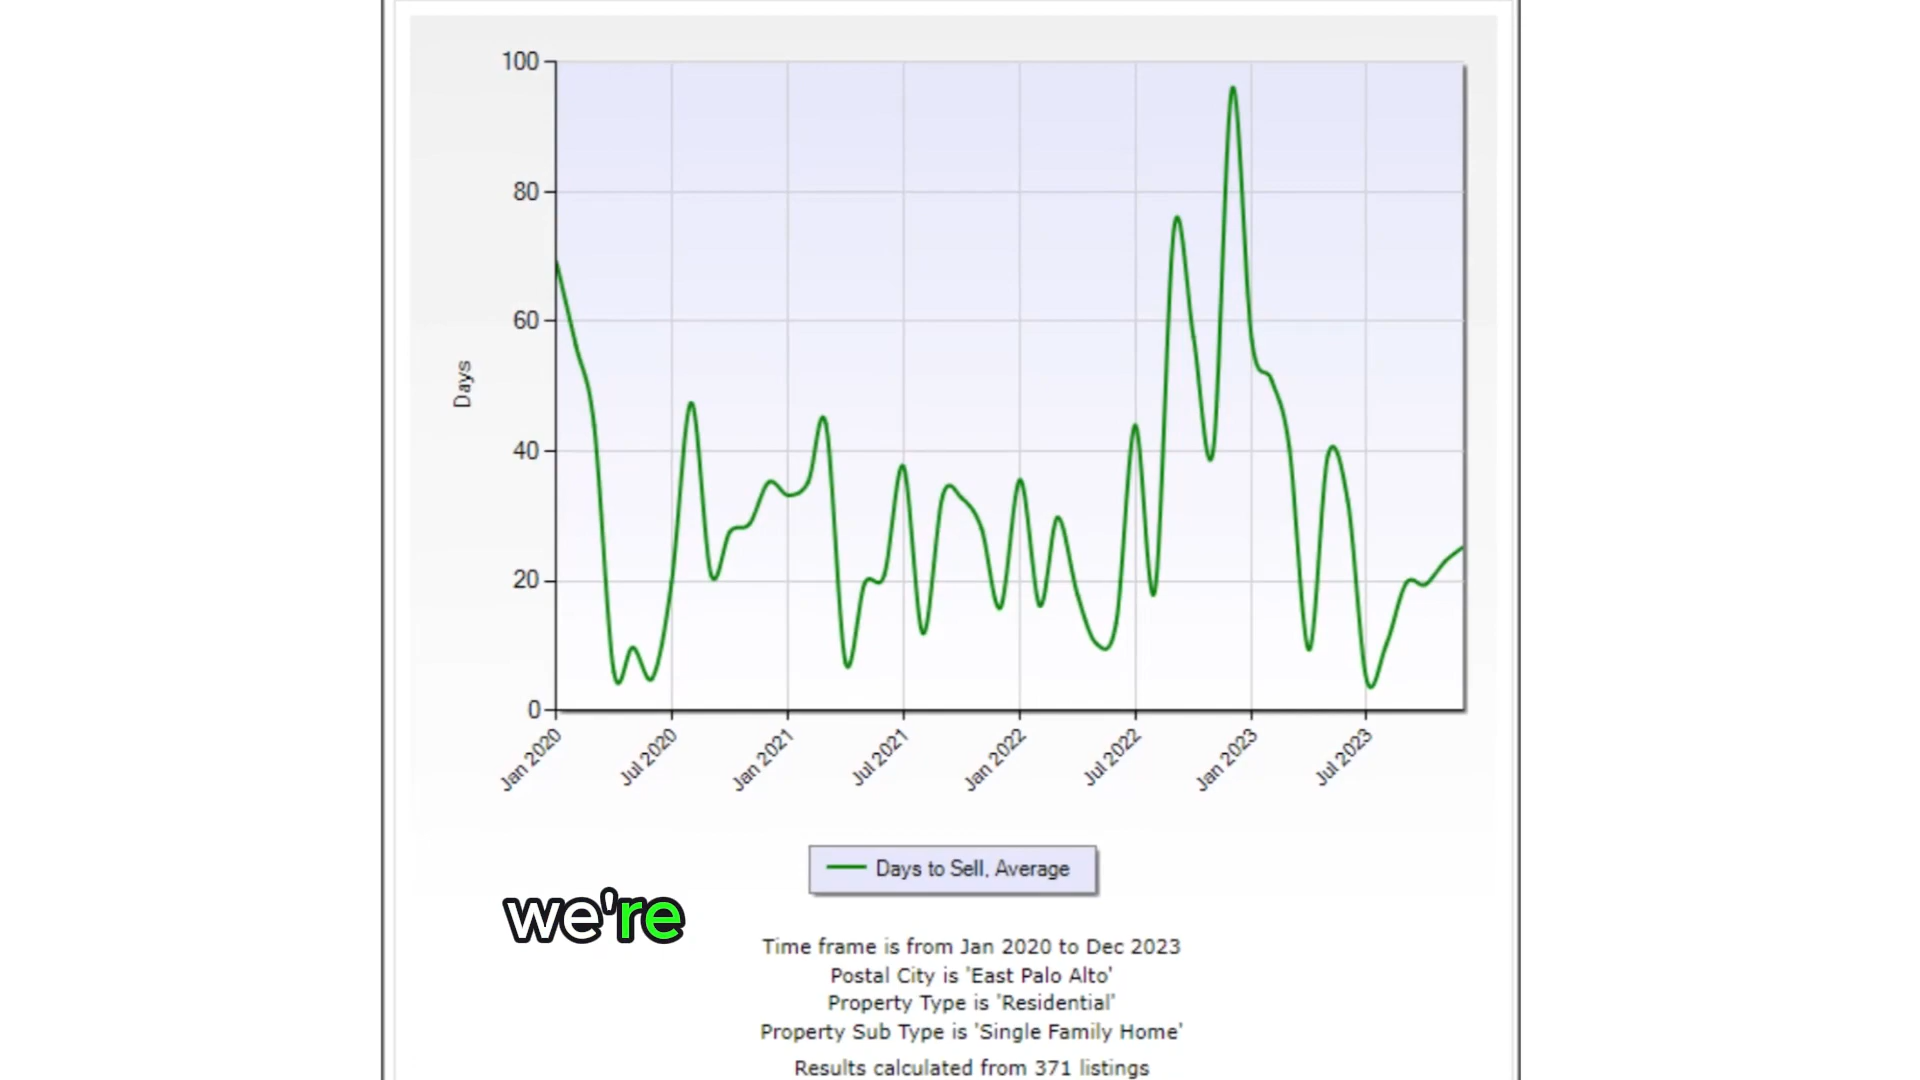 100
80
60
40
20
0
Days
Jan 2020
Jul 2020
Jan 2021
Jul 2021
Jan 2022
Jul 2022
Jan 2023
Jul 2023
Days to Sell, Average
we're
Time frame is from Jan 2020 to Dec 2023
Postal City is 'East Palo Alto'
Property Type is 'Residential'
Property Sub Type is 'Single Family Home'
Results calculated from 371 listings